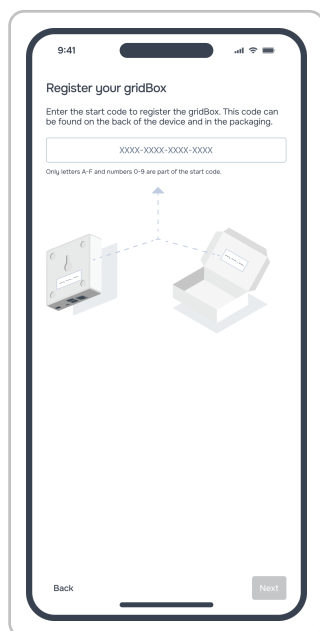 9:41
Register your gridBox
Enter the start code to register the gridBox. This code can
be found on the back of the device and in the packaging.
XXXX-XXXX-XXXX-XXXX
Only letters A-F and numbers 0-9 are part of the start code.
Back
Next